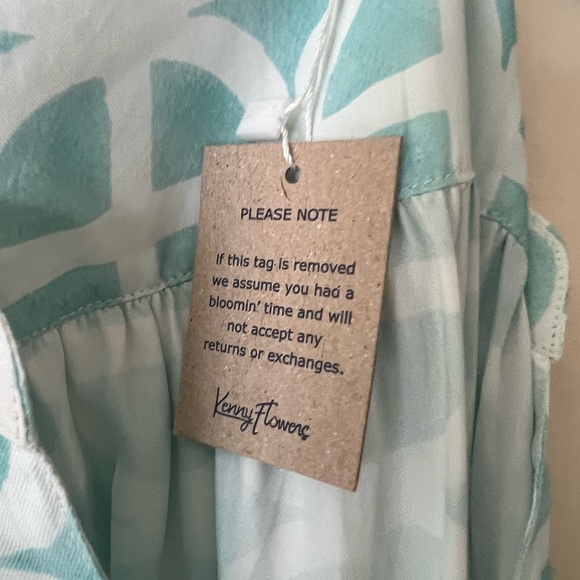 PLEASE NOTE
If this tag is removed
we assume you had a
bloomin' time and will
not accept any
returns or exchanges.
Kenny Flowers